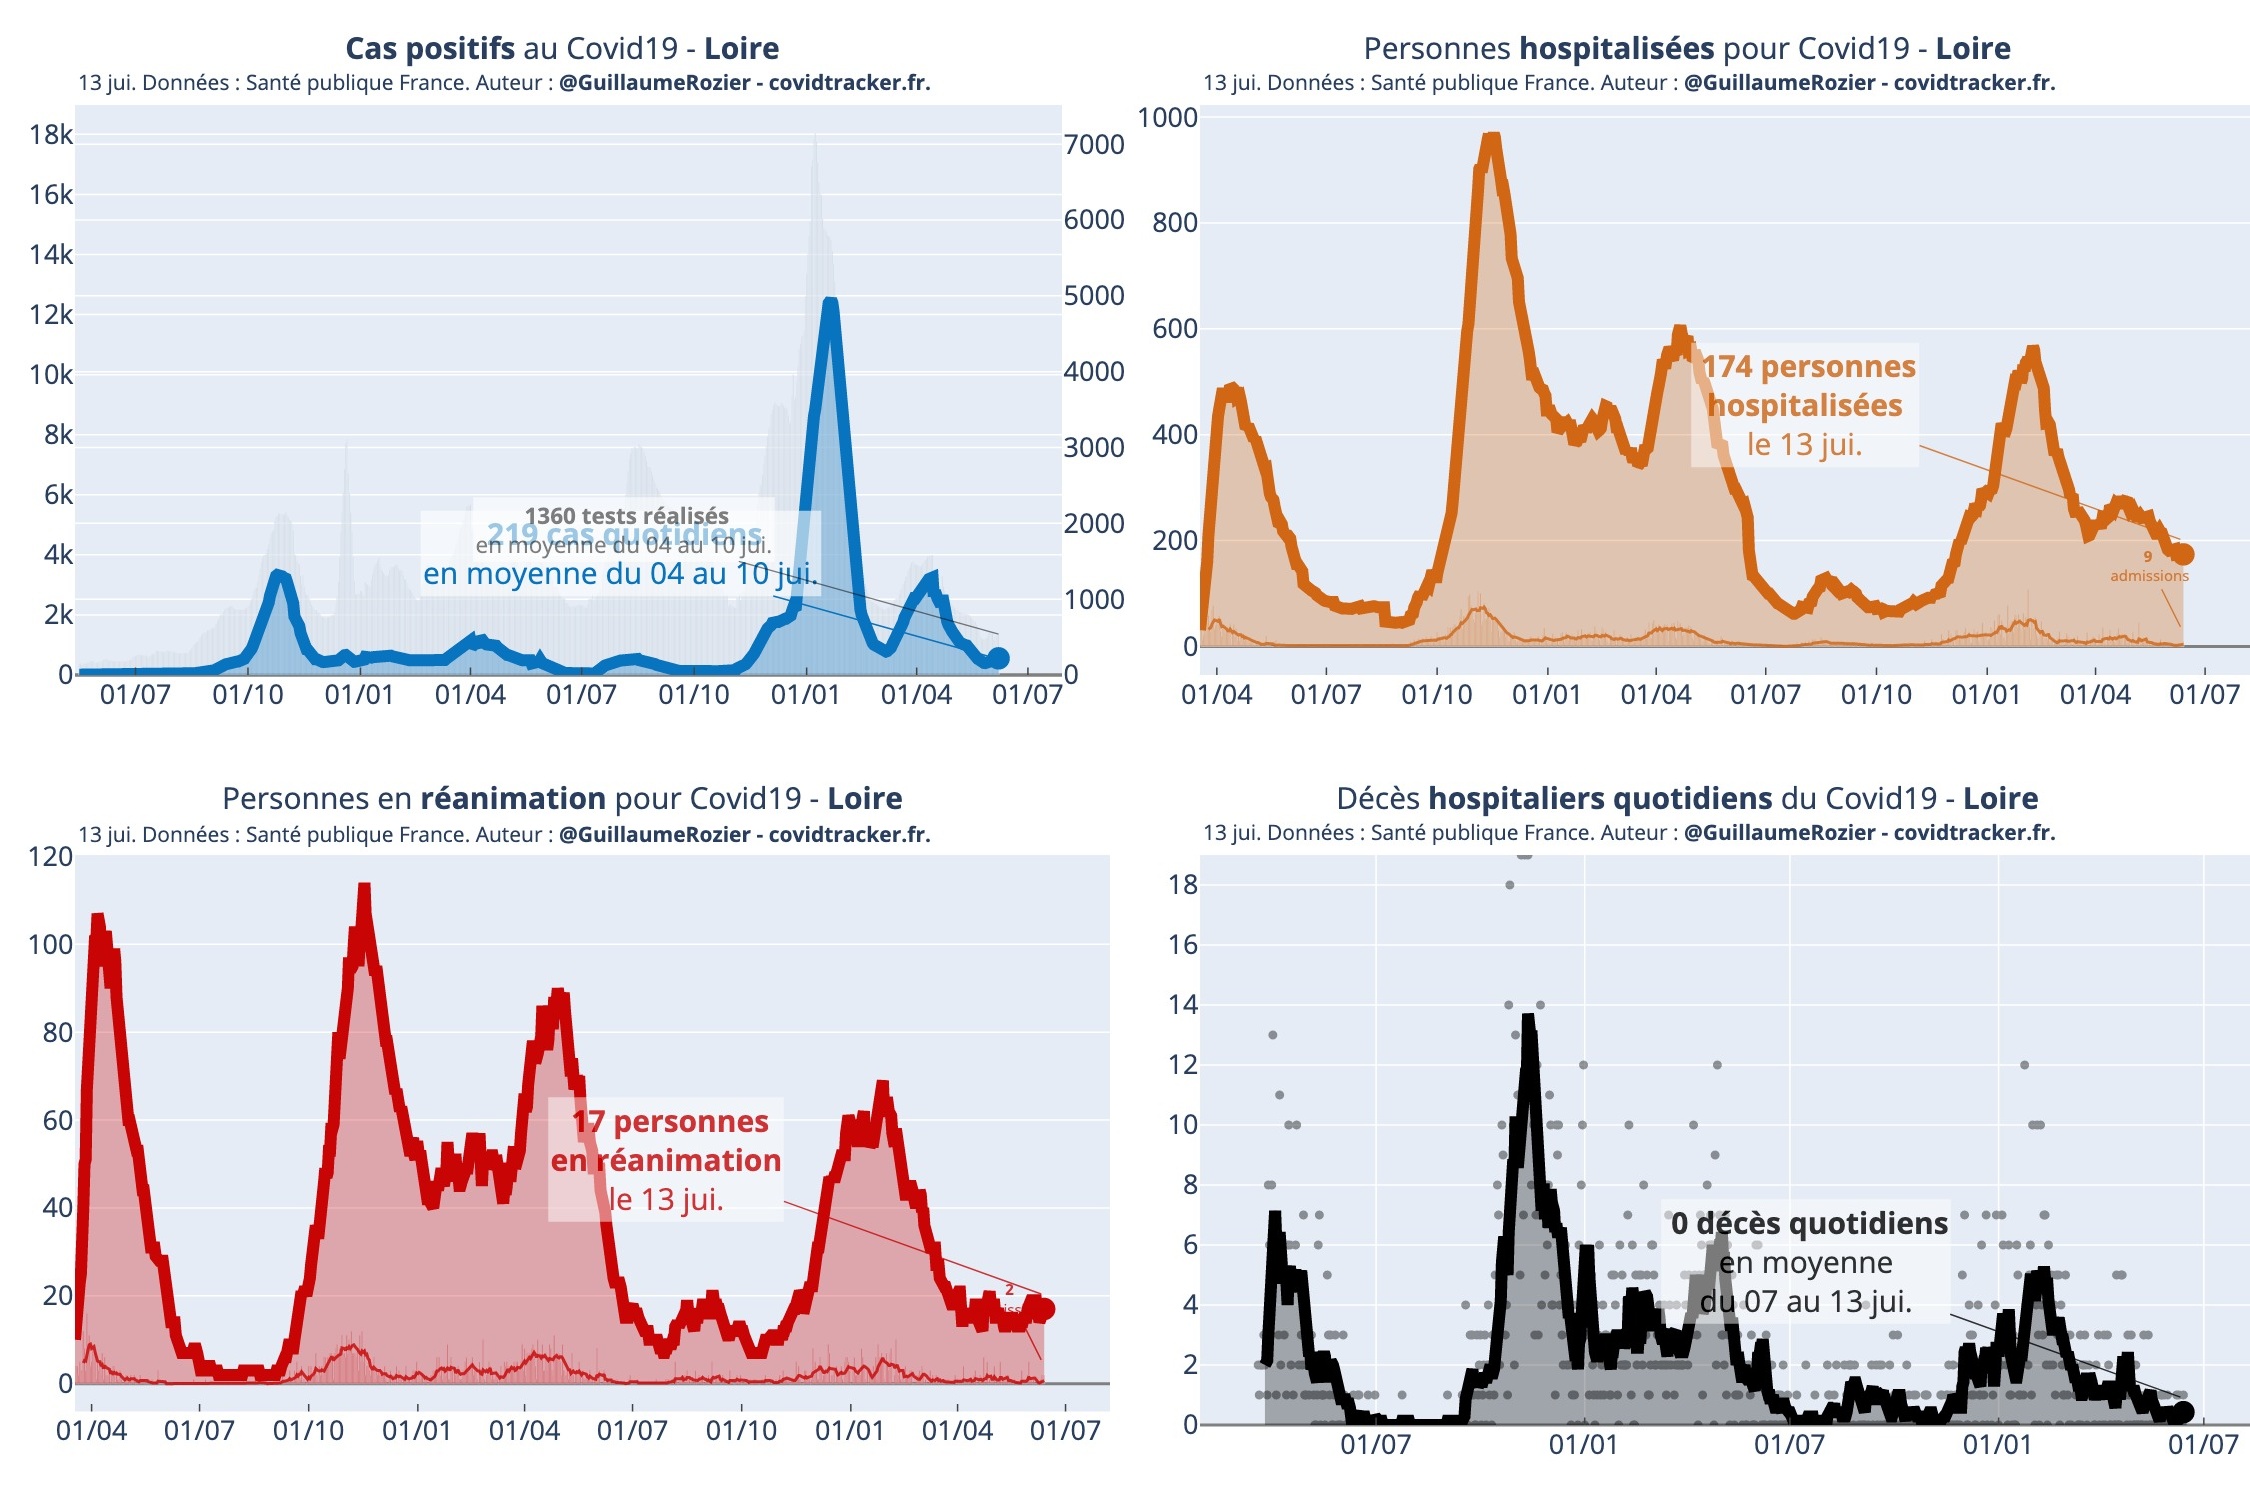 Cas positifs au Covid19 - Loire
13 jui. Données : Santé publique France. Auteur : @GuillaumeRozier - covidtracker.fr.
18k
16k
14k
12k
10k
8k
6k
4k
2k
0
7000
6000
5000
4000
3000
2000
1000
0
1360 tests réalisés
en moyenne du 04 au 10 jui.
219 cas quotidiens
en moyenne du 04 au 10 jui.
01/07 01/10 01/01 01/04 01/07 01/10 01/01 01/04 01/07
Personnes hospitalisées pour Covid19 - Loire
13 jui. Données : Santé publique France. Auteur : @GuillaumeRozier - covidtracker.fr.
1000
800
600
400
200
0
174 personnes
hospitalisées
le 13 jui.
9
admissions
01/04 01/07 01/10 01/01 01/04 01/07 01/10 01/01 01/04 01/07
Personnes en réanimation pour Covid19 - Loire
13 jui. Données : Santé publique France. Auteur : @GuillaumeRozier - covidtracker.fr.
120
100
80
60
40
20
0
17 personnes
en réanimation
le 13 jui.
2
01/04 01/07 01/10 01/01 01/04 01/07 01/10 01/01 01/04 01/07
Décès hospitaliers quotidiens du Covid19 - Loire
13 jui. Données : Santé publique France. Auteur : @GuillaumeRozier - covidtracker.fr.
18
16
14
12
10
8
6
4
2
0
0 décès quotidiens
en moyenne
du 07 au 13 jui.
01/07 01/01 01/07 01/01 01/07